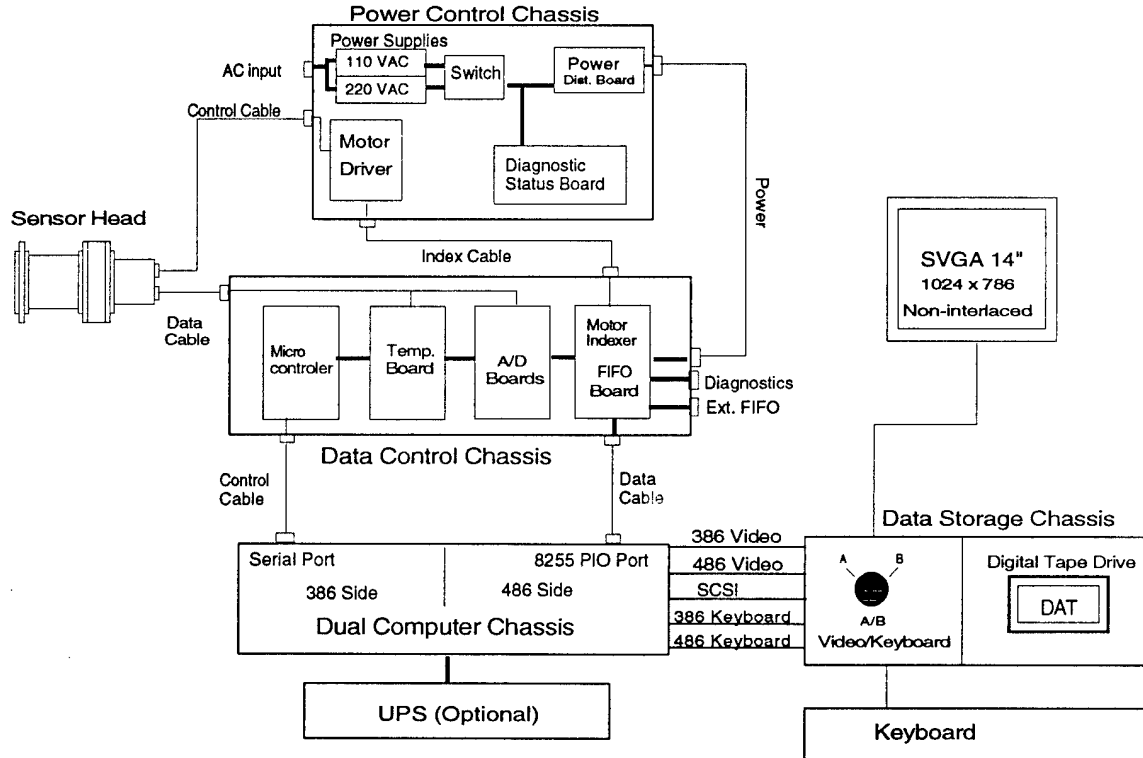 Power Control Chassis
Power Supplies
AC input
110 VAC
220 VAC
Switch
Power
Dist. Board
Control Cable
Motor
Driver
Diagnostic
Status Board
Power
Sensor Head
Index Cable
SVGA 14"
1024 x 786
Non-interlaced
Data
Cable
Micro
controler
Temp.
Board
A/D
Boards
Motor
Indexer
FIFO
Board
Diagnostics
Ext. FIFO
Data Control Chassis
Control
Cable
Data
Cable
Data Storage Chassis
Serial Port
8255 PIO Port
386 Side
486 Side
Dual Computer Chassis
386 Video
486 Video
SCSI
386 Keyboard
486 Keyboard
A
B
A/B
Video/Keyboard
Digital Tape Drive
DAT
UPS (Optional)
Keyboard